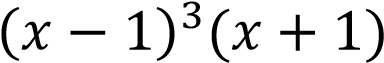 (x − 1)³(x + 1)